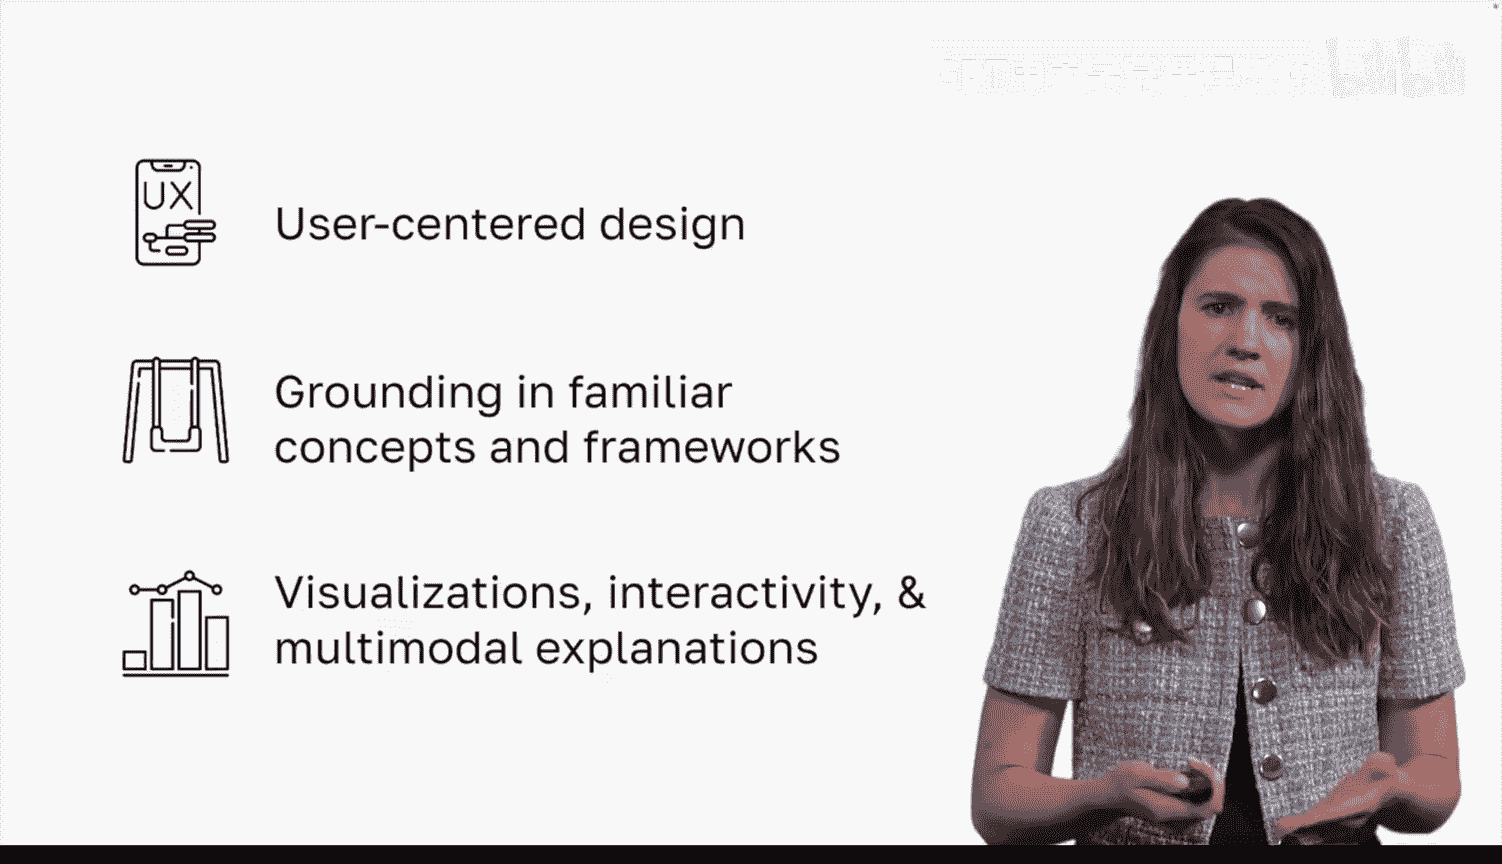 UX
User-centered design
Grounding in familiar
concepts and frameworks
Visualizations, interactivity, &
multimodal explanations